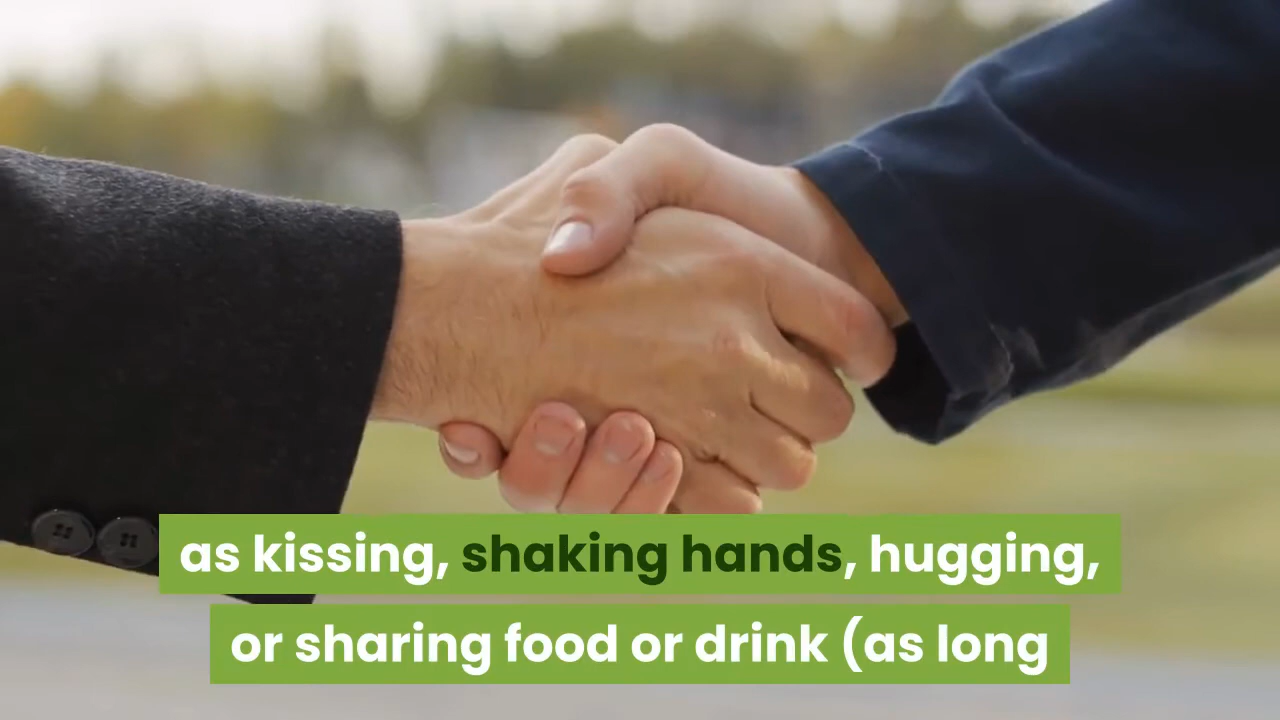 as kissing, shaking hands, hugging,
or sharing food or drink (as long